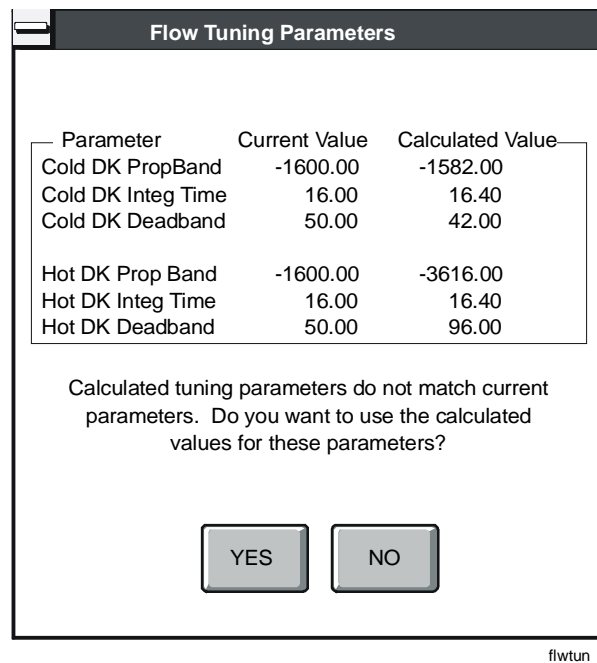 Flow Tuning Parameters
Parameter Current Value Calculated Value
Cold DK PropBand -1600.00 -1582.00
Cold DK Integ Time 16.00 16.40
Cold DK Deadband 50.00 42.00
Hot DK Prop Band -1600.00 -3616.00
Hot DK Integ Time 16.00 16.40
Hot DK Deadband 50.00 96.00
Calculated tuning parameters do not match current
parameters. Do you want to use the calculated
values for these parameters?
YES NO
flwtun